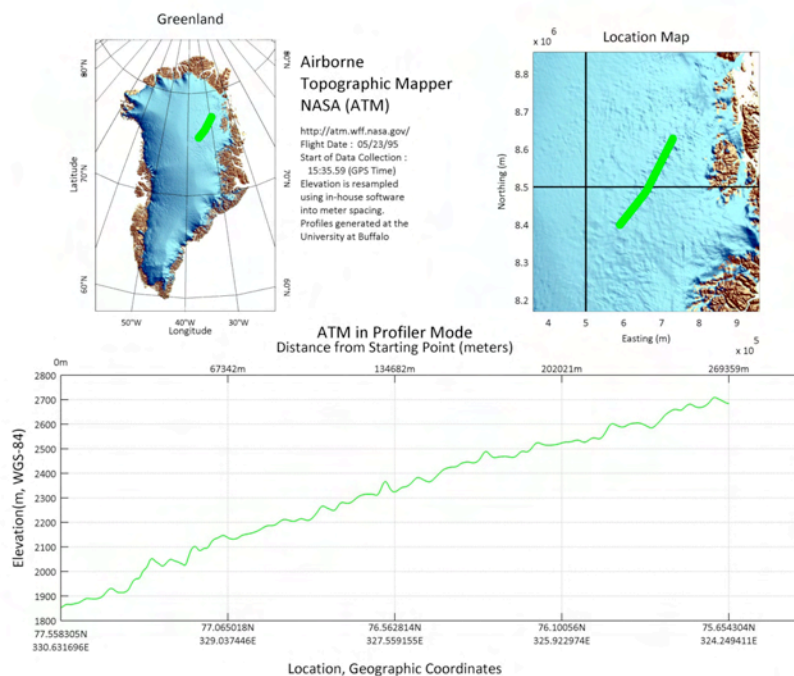 Greenland
80°N
80°N
70°N
70°N
60°N
60°N
Latitude
50°W
40°W
30°W
Longitude
Airborne
Topographic Mapper
NASA (ATM)
http://atm.wff.nasa.gov/
Flight Date : 05/23/95
Start of Data Collection :
15:35.59 (GPS Time)
Elevation is resampled
using in-house software
into meter spacing.
Profiles generated at the
University at Buffalo
x 10⁶
Location Map
8.8
8.7
8.6
8.5
8.4
8.3
8.2
Northing (m)
4
5
6
7
8
9
Easting (m)
x 10⁵
ATM in Profiler Mode
Distance from Starting Point (meters)
0m
67342m
134682m
202021m
269359m
2800
2700
2600
2500
2400
2300
2200
2100
2000
1900
1800
Elevation(m, WGS-84)
77.558305N
77.065018N
76.562814N
76.10056N
75.654304N
330.631696E
329.037446E
327.559155E
325.922974E
324.249411E
Location, Geographic Coordinates